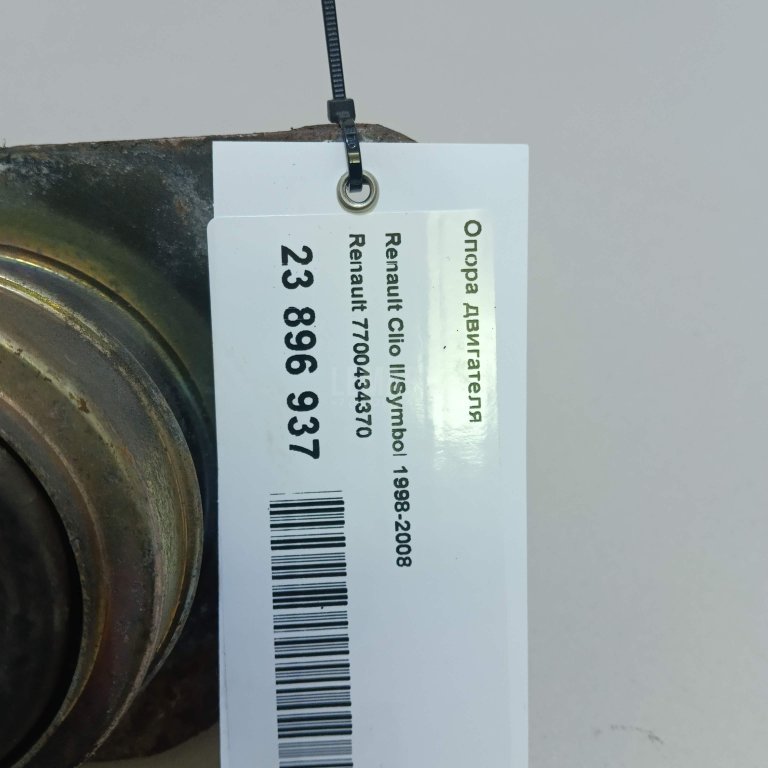 Опора двигателя
Renault Clio II/Symbol 1998-2008
Renault 7700434370
23 896 937